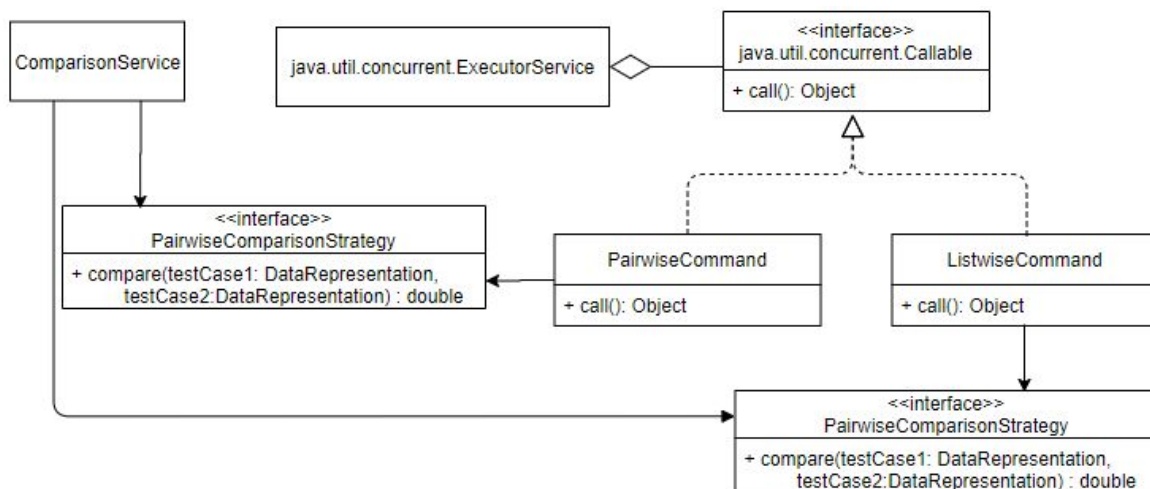 ComparisonService
java.util.concurrent.ExecutorService
<<interface>>
java.util.concurrent.Callable
+ call(): Object
<<interface>>
PairwiseComparisonStrategy
+ compare(testCase1: DataRepresentation,
testCase2:DataRepresentation) : double
PairwiseCommand
+ call(): Object
ListwiseCommand
+ call(): Object
<<interface>>
PairwiseComparisonStrategy
+ compare(testCase1: DataRepresentation,
testCase2:DataRepresentation) : double